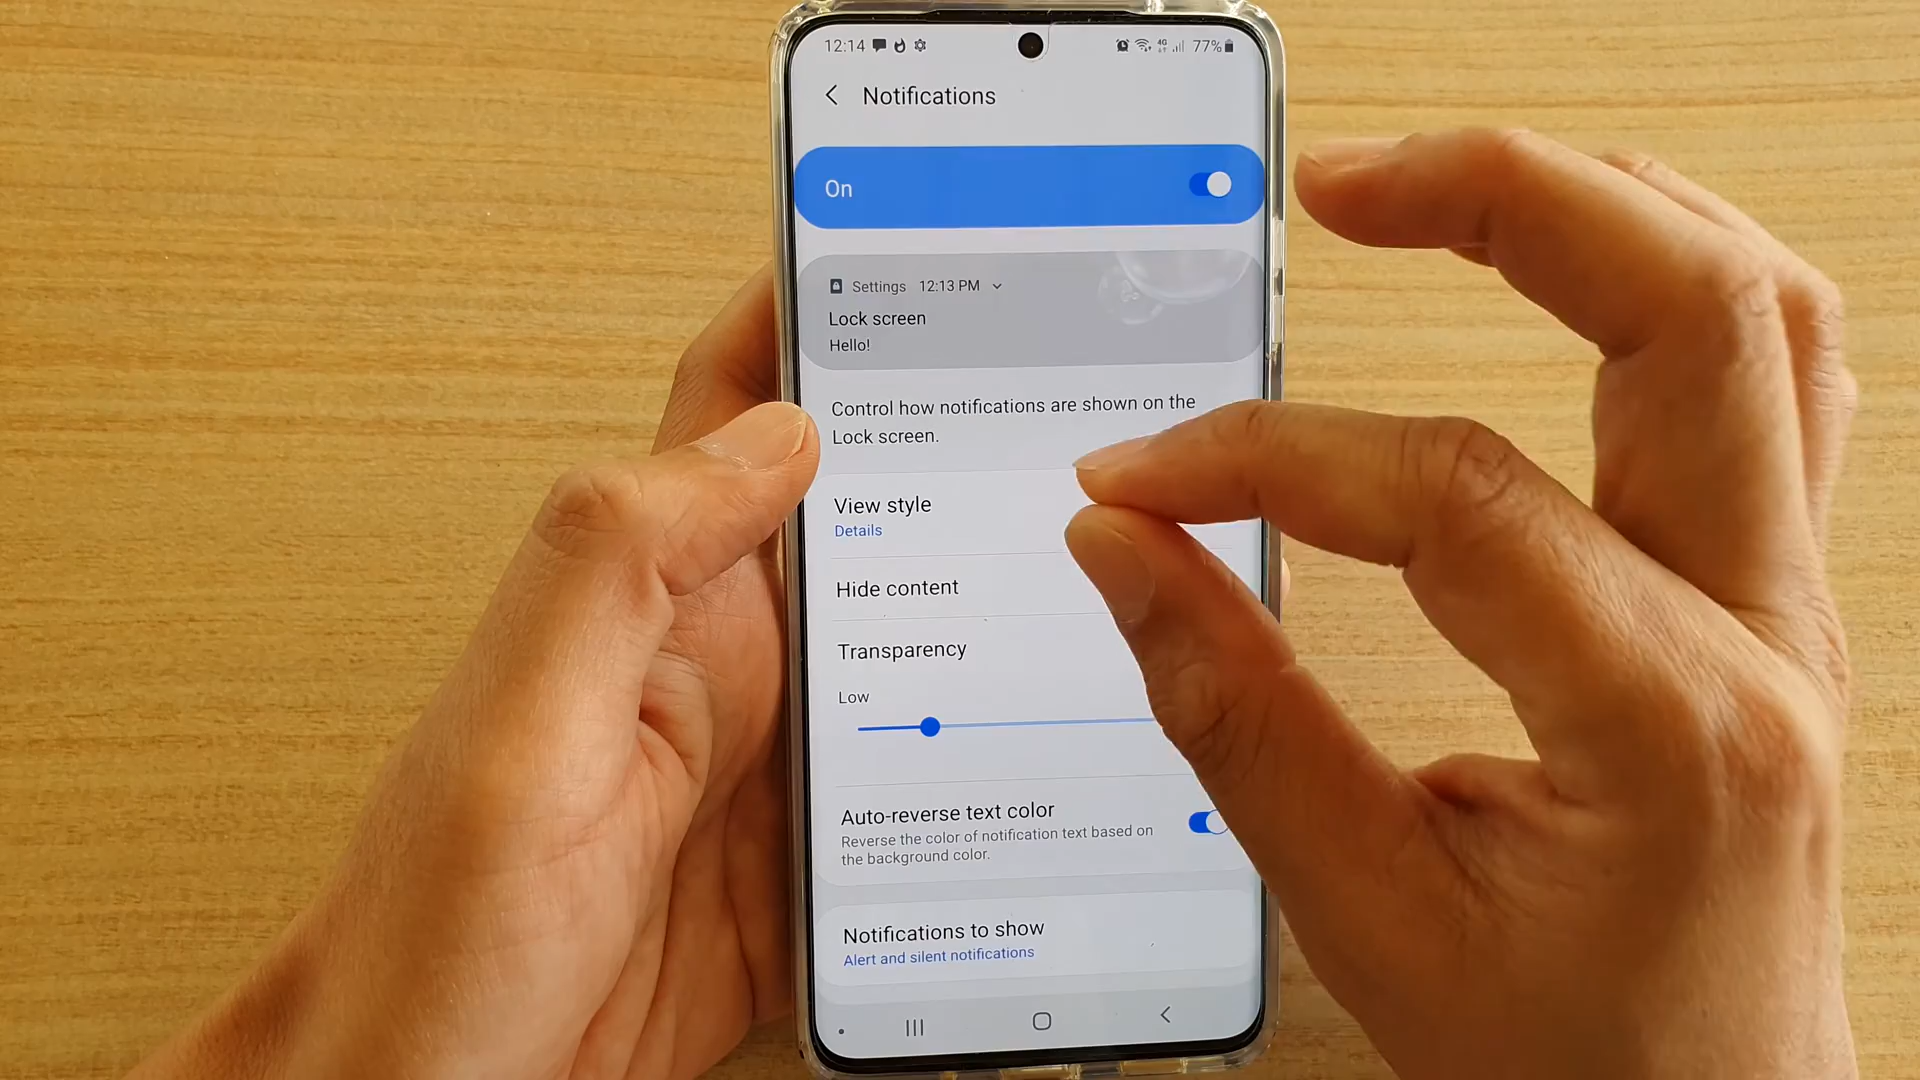 12:14 4G 77%
Notifications
On
Settings 12:13 PM
Lock screen
Hello!
Control how notifications are shown on the
Lock screen.
View style
Details
Hide content
Transparency
Low
Auto-reverse text color
Reverse the color of notification text based on
the background color.
Notifications to show
Alert and silent notifications